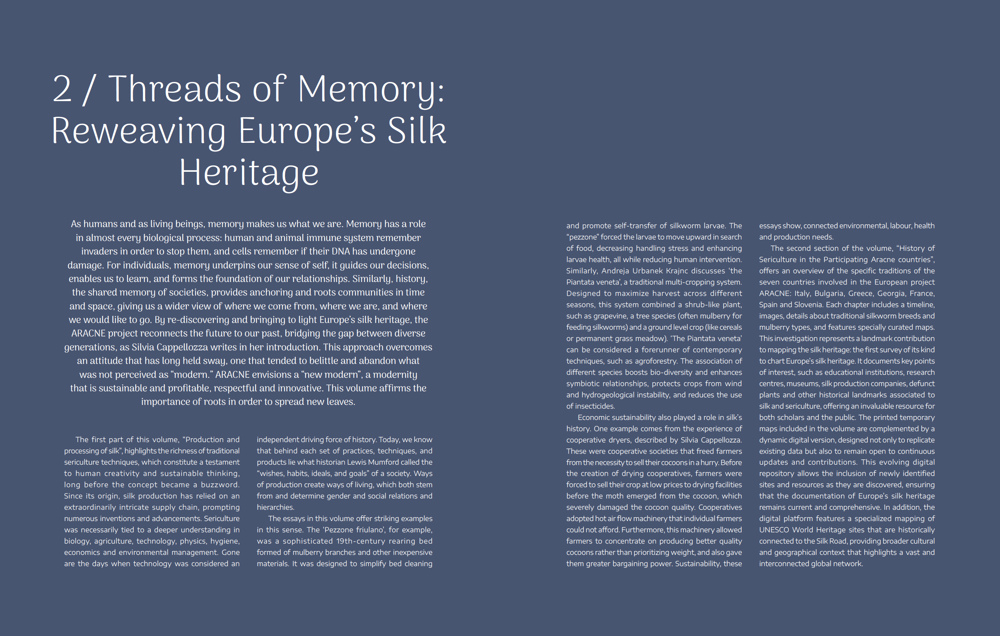 2 / Threads of Memory:
Reweaving Europe’s Silk
Heritage
As humans and as living beings, memory makes us what we are. Memory has a role
in almost every biological process: human and animal immune system remember
invaders in order to stop them, and cells remember if their DNA has undergone
damage. For individuals, memory underpins our sense of self, it guides our decisions,
enables us to learn, and forms the foundation of our relationships. Similarly, history,
the shared memory of societies, provides anchoring and roots communities in time
and space, giving us a wider view of where we come from, where we are, and where
we would like to go. By re-discovering and bringing to light Europe’s silk heritage, the
ARACNE project reconnects the future to our past, bridging the gap between diverse
generations, as Silvia Cappellozza writes in her introduction. This approach overcomes
an attitude that has long held sway, one that tended to belittle and abandon what
was not perceived as “modern.” ARACNE envisions a “new modern”, a modernity
that is sustainable and profitable, respectful and innovative. This volume affirms the
importance of roots in order to spread new leaves.
The first part of this volume, “Production and
processing of silk”, highlights the richness of traditional
sericulture techniques, which constitute a testament
to human creativity and sustainable thinking,
long before the concept became a buzzword.
Since its origin, silk production has relied on an
extraordinarily intricate supply chain, prompting
numerous inventions and advancements. Sericulture
was necessarily tied to a deeper understanding in
biology, agriculture, technology, physics, hygiene,
economics and environmental management. Gone
are the days when technology was considered an
independent driving force of history. Today, we know
that behind each set of practices, techniques, and
products lie what historian Lewis Mumford called the
“wishes, habits, ideals, and goals” of a society. Ways
of production create ways of living, which both stem
from and determine gender and social relations and
hierarchies.
The essays in this volume offer striking examples
in this sense. The ‘Pezzone friulano’, for example,
was a sophisticated 19th-century rearing bed
formed of mulberry branches and other inexpensive
materials. It was designed to simplify bed cleaning
and promote self-transfer of silkworm larvae. The
“pezzone” forced the larvae to move upward in search
of food, decreasing handling stress and enhancing
larvae health, all while reducing human intervention.
Similarly, Andreja Urbanek Krajnc discusses ‘the
Piantata veneta’, a traditional multi-cropping system.
Designed to maximize harvest across different
seasons, this system combined a shrub-like plant,
such as grapevine, a tree species (often mulberry for
feeding silkworms) and a ground level crop (like cereals
or permanent grass meadow). ‘The Piantata veneta’
can be considered a forerunner of contemporary
techniques, such as agroforestry. The association of
different species boosts bio-diversity and enhances
symbiotic relationships, protects crops from wind
and hydrogeological instability, and reduces the use
of insecticides.
Economic sustainability also played a role in silk’s
history. One example comes from the experience of
cooperative dryers, described by Silvia Cappellozza.
These were cooperative societies that freed farmers
from the necessity to sell their cocoons in a hurry. Before
the creation of drying cooperatives, farmers were
forced to sell their crop at low prices to drying facilities
before the moth emerged from the cocoon, which
severely damaged the cocoon quality. Cooperatives
adopted hot air flow machinery that individual farmers
could not afford. Furthermore, this machinery allowed
farmers to concentrate on producing better quality
cocoons rather than prioritizing weight, and also gave
them greater bargaining power. Sustainability, these
essays show, connected environmental, labour, health
and production needs.
The second section of the volume, “History of
Sericulture in the Participating Aracne countries”,
offers an overview of the specific traditions of the
seven countries involved in the European project
ARACNE: Italy, Bulgaria, Greece, Georgia, France,
Spain and Slovenia. Each chapter includes a timeline,
images, details about traditional silkworm breeds and
mulberry types, and features specially curated maps.
This investigation represents a landmark contribution
to mapping the silk heritage: the first survey of its kind
to chart Europe’s silk heritage. It documents key points
of interest, such as educational institutions, research
centres, museums, silk production companies, defunct
plants and other historical landmarks associated to
silk and sericulture, offering an invaluable resource for
both scholars and the public. The printed temporary
maps included in the volume are complemented by a
dynamic digital version, designed not only to replicate
existing data but also to remain open to continuous
updates and contributions. This evolving digital
repository allows the inclusion of newly identified
sites and resources as they are discovered, ensuring
that the documentation of Europe’s silk heritage
remains current and comprehensive. In addition, the
digital platform features a specialized mapping of
UNESCO World Heritage sites that are historically
connected to the Silk Road, providing broader cultural
and geographical context that highlights a vast and
interconnected global network.